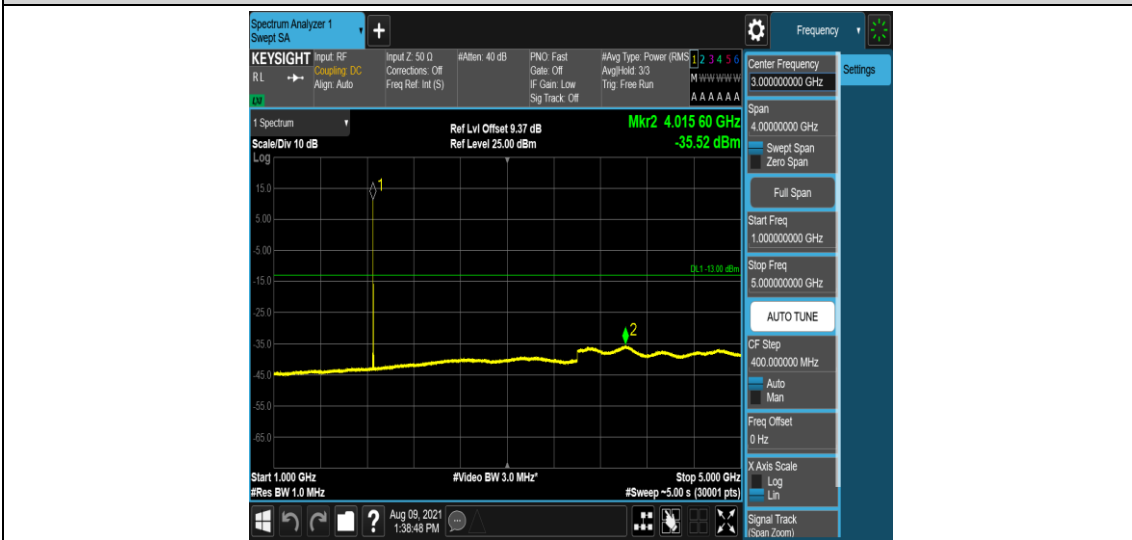 Spectrum Analyzer 1
Swept SA
+
Frequency
KEYSIGHT
RL
LXI
Input: RF
Coupling: DC
Align: Auto
Input Z: 50 Ω
Corrections: Off
Freq Ref: Int (S)
#Atten: 40 dB
PNO: Fast
Gate: Off
IF Gain: Low
Sig Track: Off
#Avg Type: Power (RMS
Avg|Hold: 3/3
Trig: Free Run
1 2 3 4 5 6
M W W W W W
A A A A A A
1 Spectrum
Scale/Div 10 dB
Log
Ref Lvl Offset 9.37 dB
Ref Level 25.00 dBm
Mkr2 4.015 60 GHz
-35.52 dBm
15.0
5.00
-5.00
-15.0
-25.0
-35.0
-45.0
-55.0
-65.0
1
DL1 -13.00 dBm
2
Start 1.000 GHz
#Res BW 1.0 MHz
#Video BW 3.0 MHz*
Stop 5.000 GHz
#Sweep ~5.00 s (30001 pts)
?
Aug 09, 2021
1:38:48 PM
Center Frequency
3.000000000 GHz
Settings
Span
4.00000000 GHz
Swept Span
Zero Span
Full Span
Start Freq
1.000000000 GHz
Stop Freq
5.000000000 GHz
AUTO TUNE
CF Step
400.000000 MHz
Auto
Man
Freq Offset
0 Hz
X Axis Scale
Log
Lin
Signal Track
(Span Zoom)